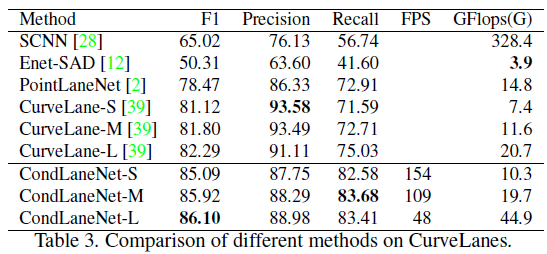 Method F1 Precision Recall FPS GFlops(G)
SCNN [28] 65.02 76.13 56.74 328.4
Enet-SAD [12] 50.31 63.60 41.60 3.9
PointLaneNet [2] 78.47 86.33 72.91 14.8
CurveLane-S [39] 81.12 93.58 71.59 7.4
CurveLane-M [39] 81.80 93.49 72.71 11.6
CurveLane-L [39] 82.29 91.11 75.03 20.7
CondLaneNet-S 85.09 87.75 82.58 154 10.3
CondLaneNet-M 85.92 88.29 83.68 109 19.7
CondLaneNet-L 86.10 88.98 83.41 48 44.9
Table 3. Comparison of different methods on CurveLanes.